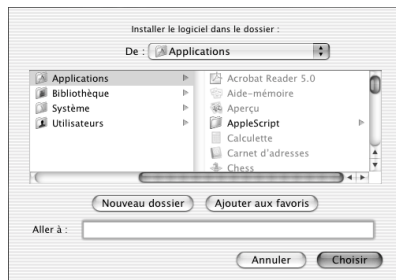 Installer le logiciel dans le dossier :
De : Applications
Applications
Bibliothèque
Système
Utilisateurs
Acrobat Reader 5.0
Aide-mémoire
Aperçu
AppleScript
Calculette
Carnet d'adresses
Chess
Nouveau dossier
Ajouter aux favoris
Aller à :
Annuler
Choisir